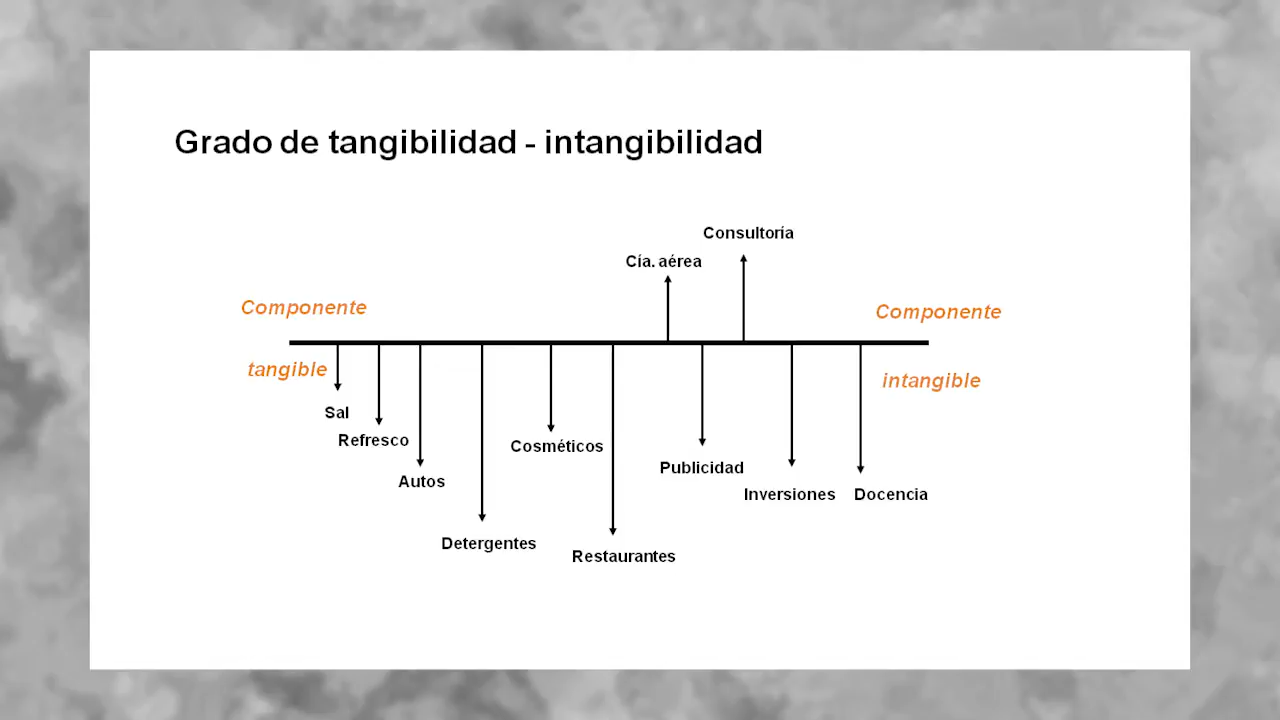 Grado de tangibilidad - intangibilidad
Consultoría
Cía. aérea
Componente
Componente
tangible
intangible
Sal
Refresco
Cosméticos
Publicidad
Autos
Inversiones
Docencia
Detergentes
Restaurantes